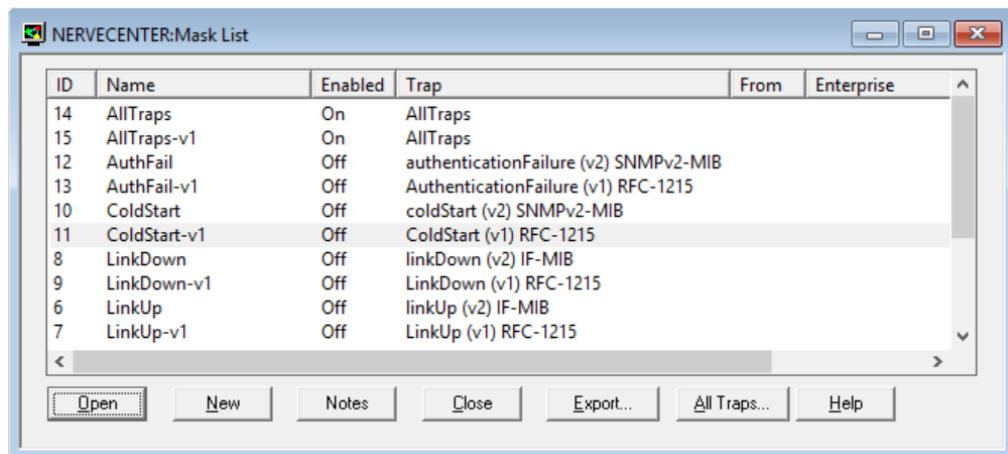 NERVECENTER:Mask List
ID Name Enabled Trap From Enterprise
14 AllTraps On AllTraps
15 AllTraps-v1 On AllTraps
12 AuthFail Off authenticationFailure (v2) SNMPv2-MIB
13 AuthFail-v1 Off AuthenticationFailure (v1) RFC-1215
10 ColdStart Off coldStart (v2) SNMPv2-MIB
11 ColdStart-v1 Off ColdStart (v1) RFC-1215
8 LinkDown Off linkDown (v2) IF-MIB
9 LinkDown-v1 Off LinkDown (v1) RFC-1215
6 LinkUp Off linkUp (v2) IF-MIB
7 LinkUp-v1 Off LinkUp (v1) RFC-1215
Open New Notes Close Export... All Traps... Help